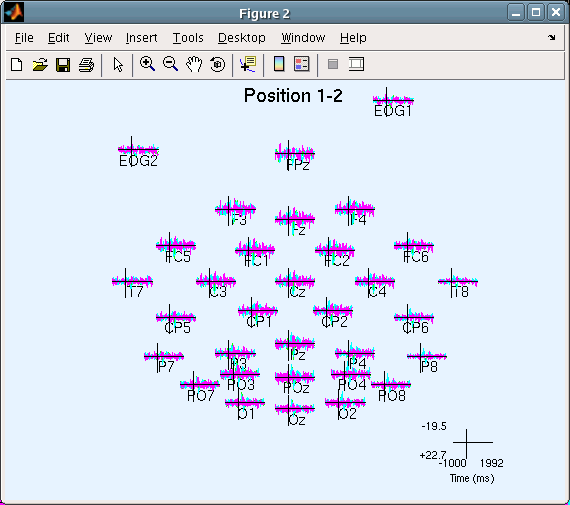 Figure 2
File Edit View Insert Tools Desktop Window Help
Position 1-2
EOG1
EOG2
FPz
F3 Fz F4
FC5 FC1 FC2 FC6
T7 C3 Cz C4 T8
CP5 CP1 CP2 CP6
P7 P3 Pz P4 P8
PO7 PO3 POz PO4 PO8
O1 Oz O2
-19.5
+22.7
-1000 1992
Time (ms)